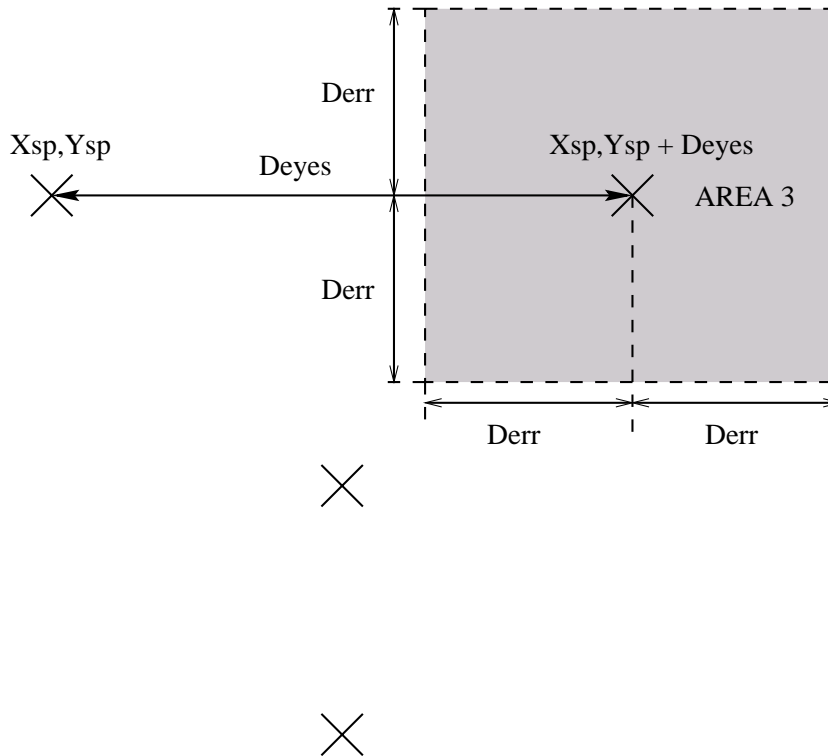 Derr
Xsp,Ysp
Deyes
Xsp,Ysp + Deyes
AREA 3
Derr
Derr
Derr